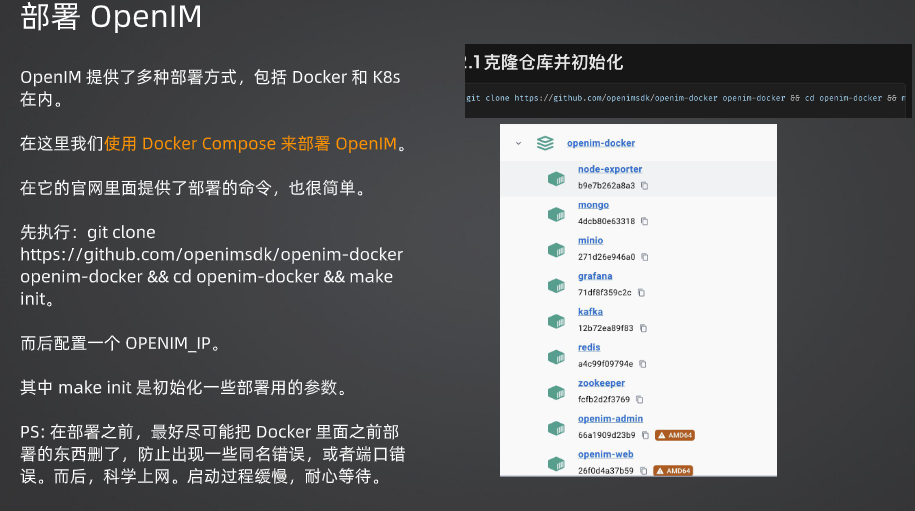 部署 OpenIM
OpenIM 提供了多种部署方式，包括 Docker 和 K8s
在内。
在这里我们使用 Docker Compose 来部署 OpenIM。
在它的官网里面提供了部署的命令，也很简单。
先执行：git clone
https://github.com/openimsdk/openim-docker
openim-docker && cd openim-docker && make
init。
而后配置一个 OPENIM_IP。
其中 make init 是初始化一些部署用的参数。
PS: 在部署之前，最好尽可能把 Docker 里面之前部
署的东西删了，防止出现一些同名错误，或者端口错
误。而后，科学上网。启动过程缓慢，耐心等待。
2.1克隆仓库并初始化
git clone https://github.com/openimsdk/openim-docker openim-docker && cd openim-docker && m
openim-docker
node-exporter
b9e7b262a8a3
mongo
4dcb80e63318
minio
271d26e946a0
grafana
71df8f359c2c
kafka
12b72ea89f83
redis
a4c99f09794e
zookeeper
fcfb2d2f3769
openim-admin
66a1909d23b9 AMD64
openim-web
26f0d4a37b59 AMD64